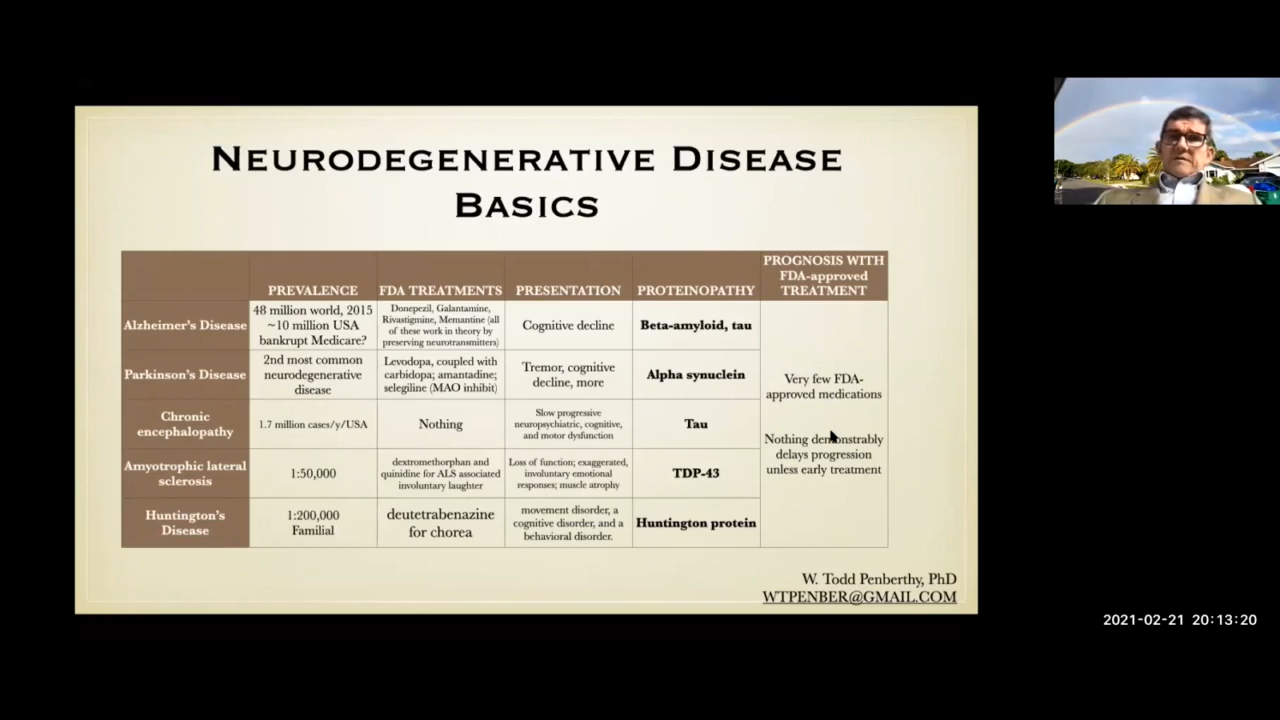 NEURODEGENERATIVE DISEASE
BASICS
PREVALENCE
FDA TREATMENTS
PRESENTATION
PROTEINOPATHY
PROGNOSIS WITH
FDA-approved
TREATMENT
Alzheimer's Disease
48 million world, 2015
~10 million USA
bankrupt Medicare?
Donepezil, Galantamine,
Rivastigmine, Memantine (all
of these work in theory by
preserving neurotransmitters)
Cognitive decline
Beta-amyloid, tau
Parkinson's Disease
2nd most common
neurodegenerative
disease
Levodopa, coupled with
carbidopa; amantadine;
selegiline (MAO inhibit)
Tremor, cognitive
decline, more
Alpha synuclein
Chronic
encephalopathy
1.7 million cases/y/USA
Nothing
Slow progressive
neuropsychiatric, cognitive,
and motor dysfunction
Tau
Amyotrophic lateral
sclerosis
1:50,000
dextromethorphan and
quinidine for ALS associated
involuntary laughter
Loss of function; exaggerated,
involuntary emotional
responses; muscle atrophy
TDP-43
Huntington's
Disease
1:200,000
Familial
deutetrabenazine
for chorea
movement disorder, a
cognitive disorder, and a
behavioral disorder.
Huntington protein
Very few FDA-
approved medications
Nothing demonstrably
delays progression
unless early treatment
W. Todd Penberthy, PhD
WTPENBER@GMAIL.COM
2021-02-21 20:13:20